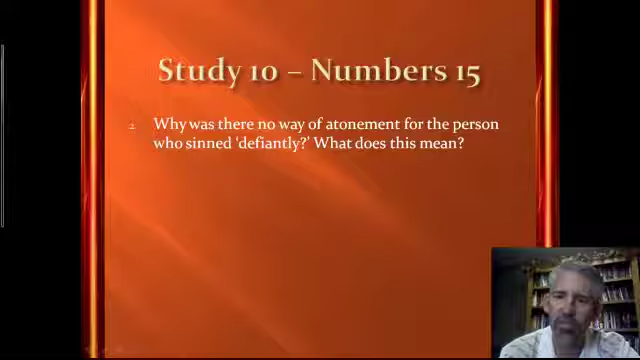 Study 10 – Numbers 15
1. Why was there no way of atonement for the person
who sinned ‘defiantly?’ What does this mean?